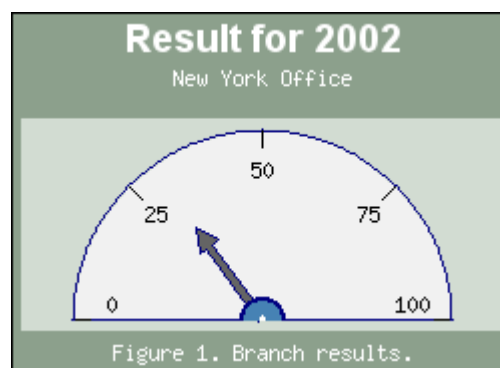 Result for 2002
New York Office
50
25 75
0 100
Figure 1. Branch results.